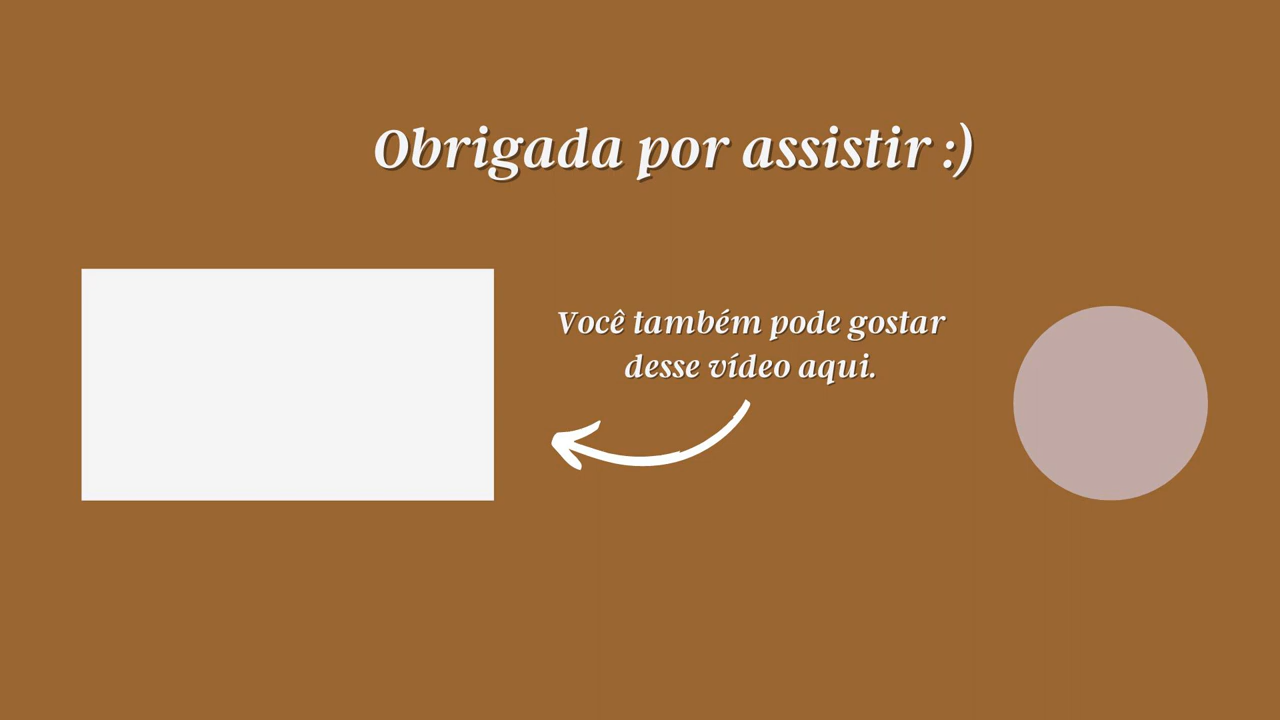 Obrigada por assistir :)
Você também pode gostar
desse vídeo aqui.